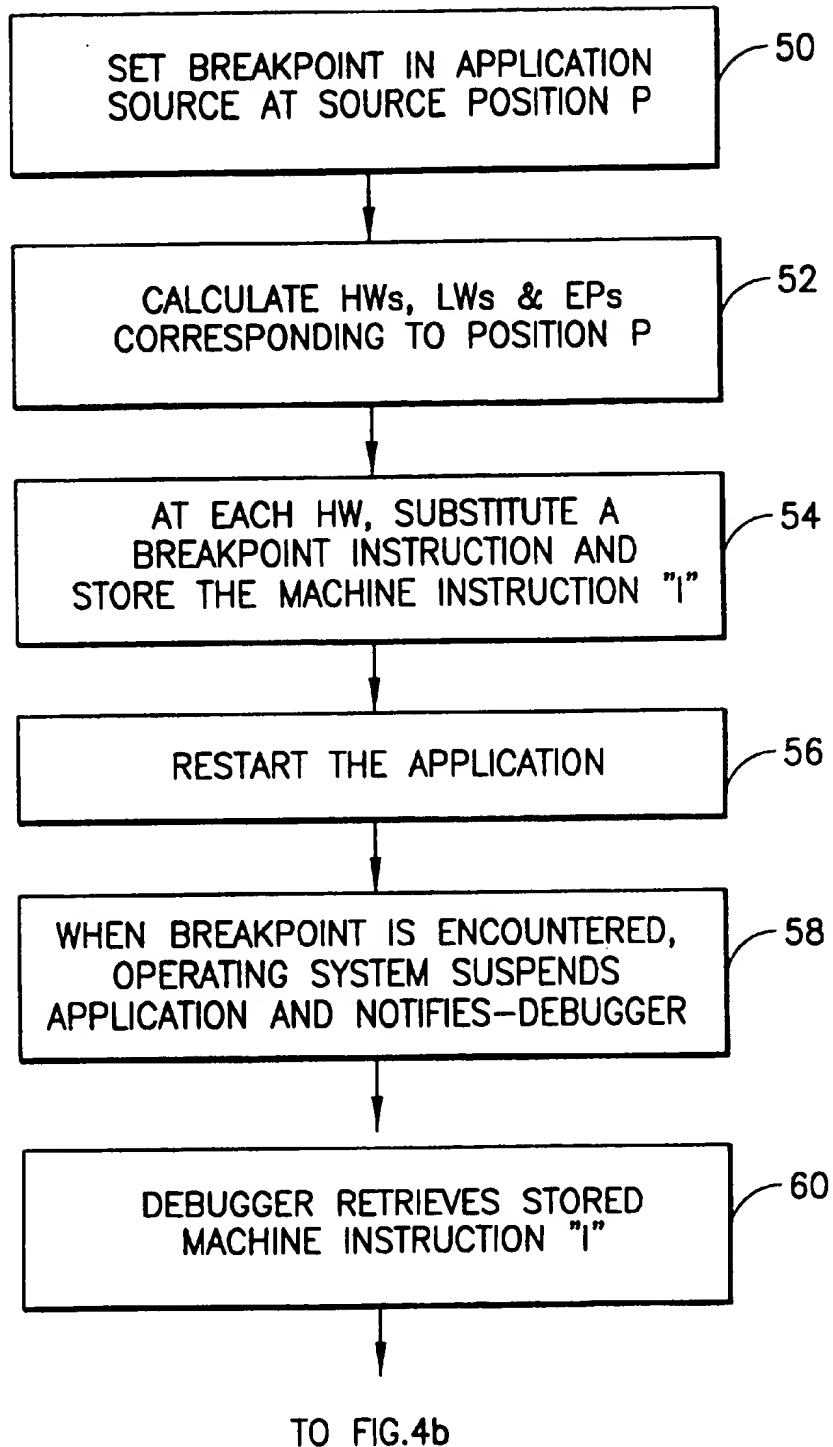 SET BREAKPOINT IN APPLICATION
SOURCE AT SOURCE POSITION P
50
CALCULATE HWs, LWs & EPs
CORRESPONDING TO POSITION P
52
AT EACH HW, SUBSTITUTE A
BREAKPOINT INSTRUCTION AND
STORE THE MACHINE INSTRUCTION "I"
54
RESTART THE APPLICATION
56
WHEN BREAKPOINT IS ENCOUNTERED,
OPERATING SYSTEM SUSPENDS
APPLICATION AND NOTIFIES-DEBUGGER
58
DEBUGGER RETRIEVES STORED
MACHINE INSTRUCTION "I"
60
TO FIG.4b